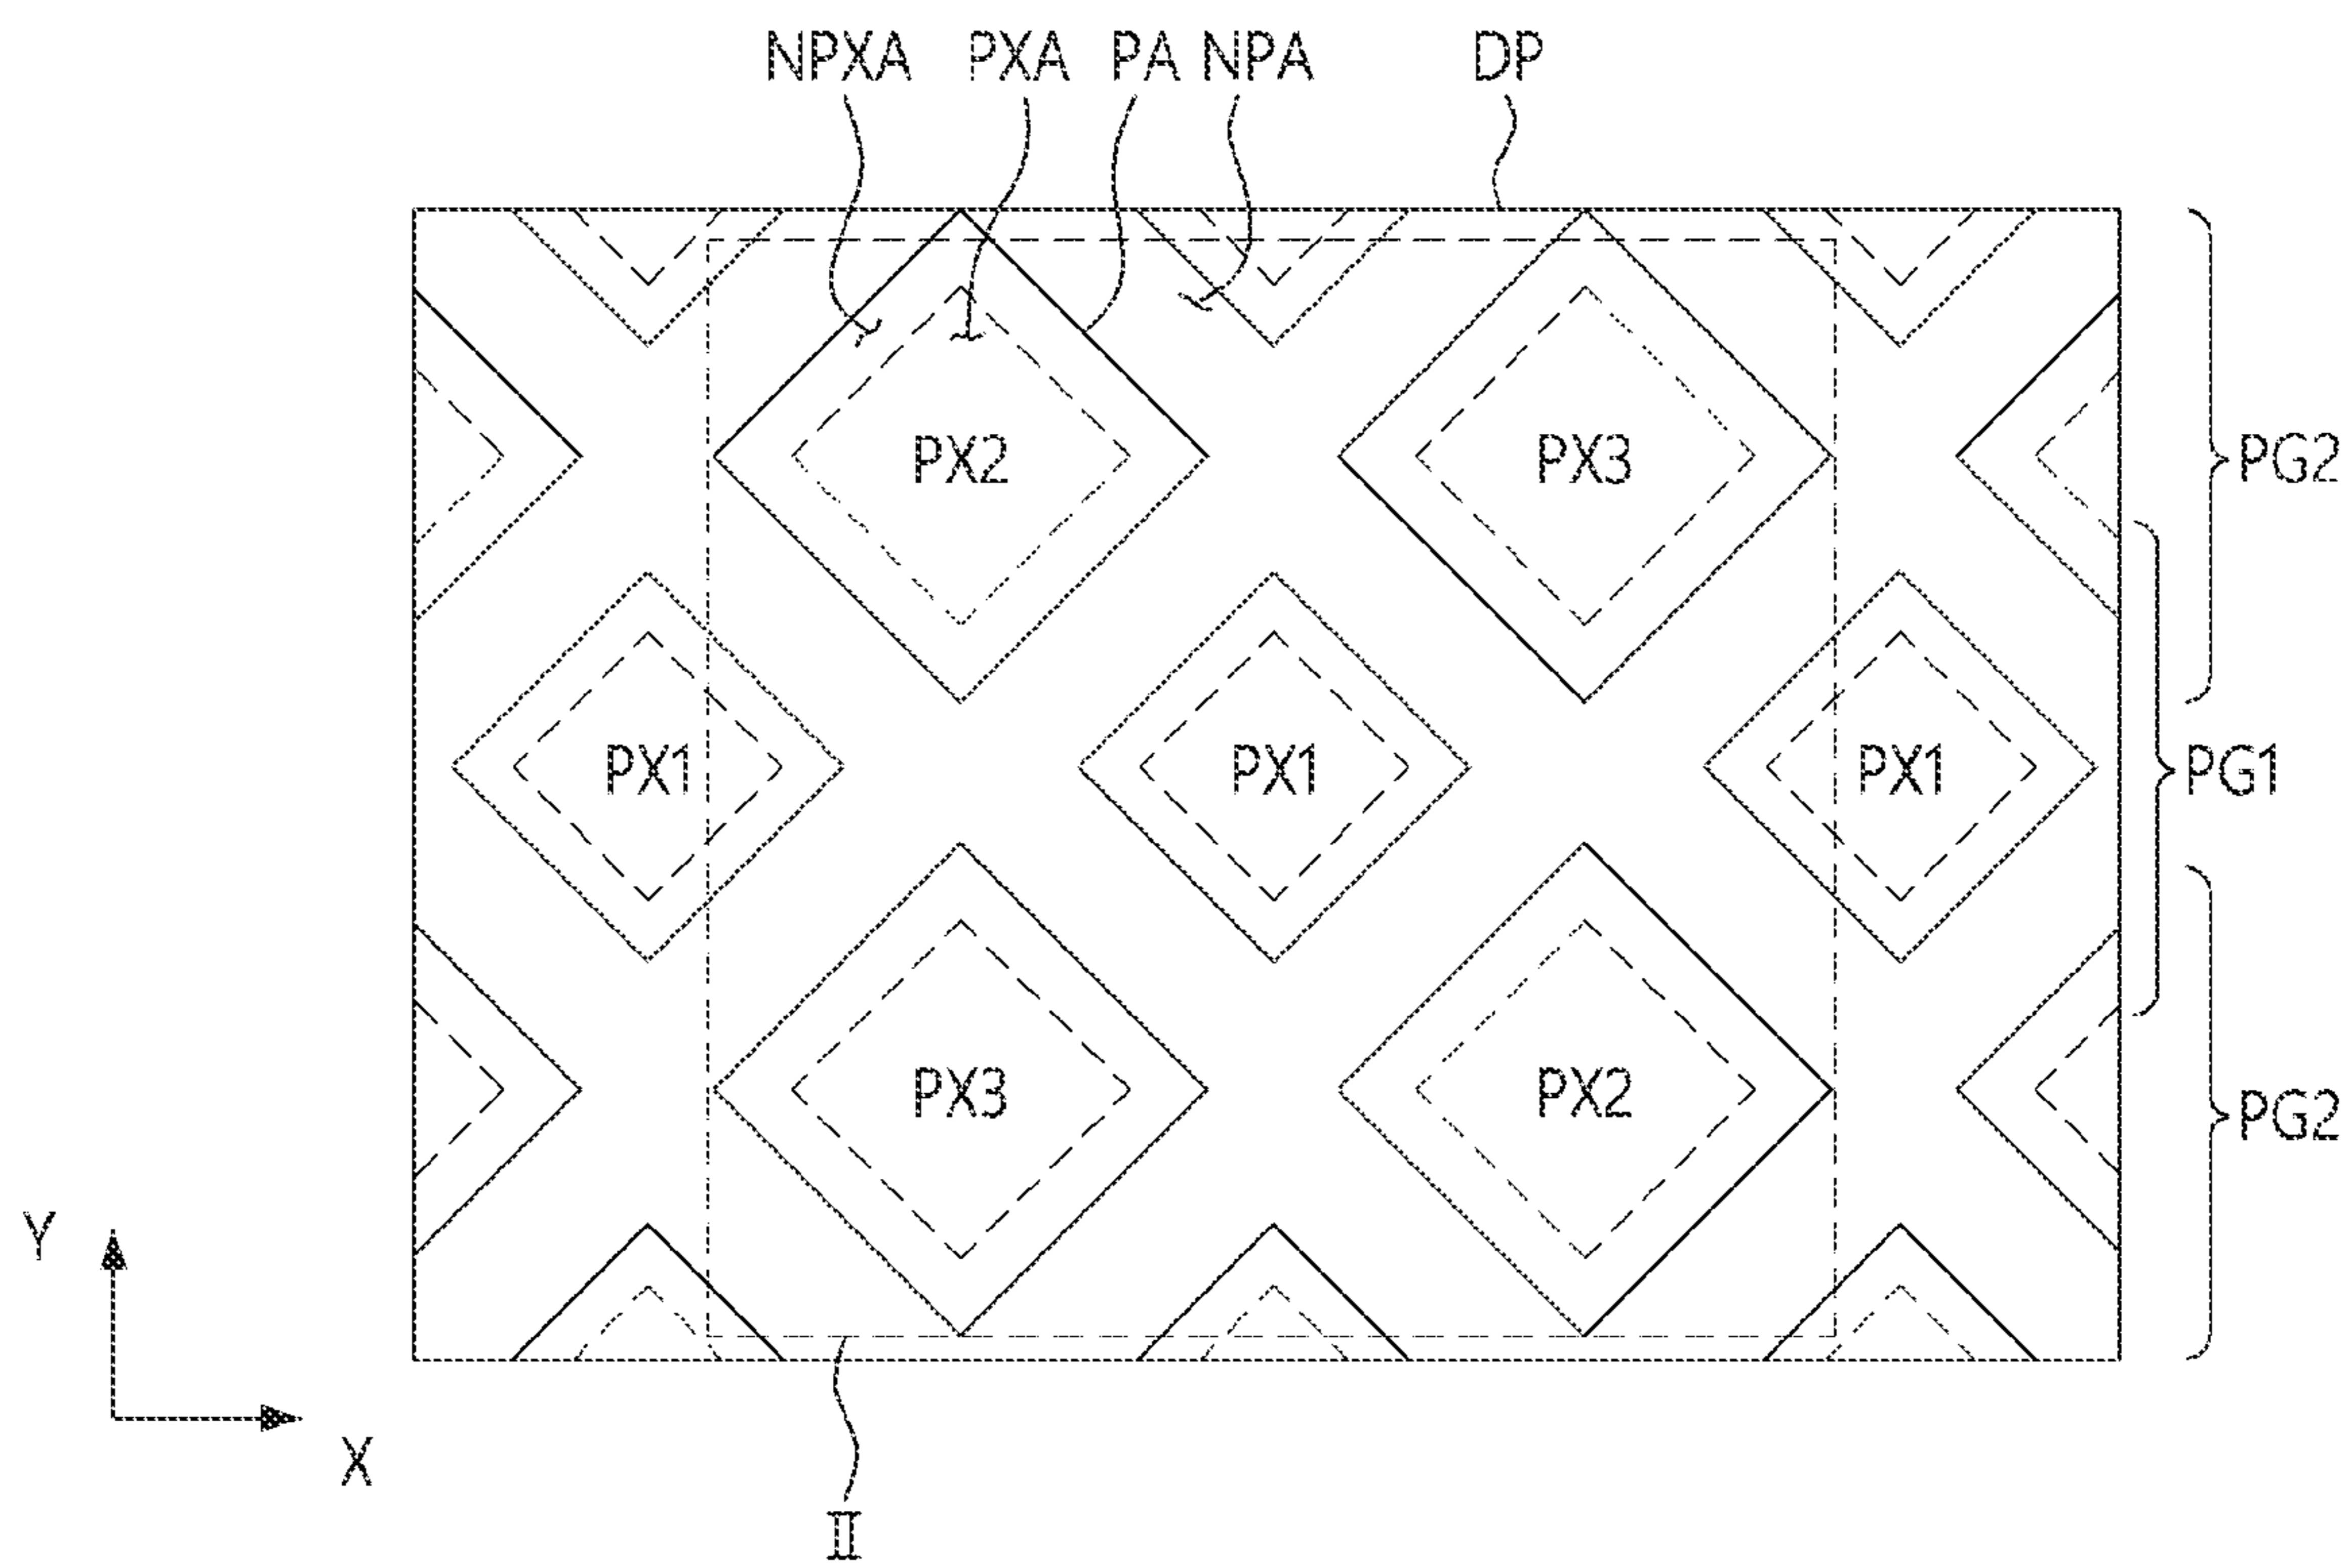 NPXA PXA PA NPA DP
PX2 PX3 PG2
PX1 PX1 PX1 PG1
PX3 PX2 PG2
Y
X
II